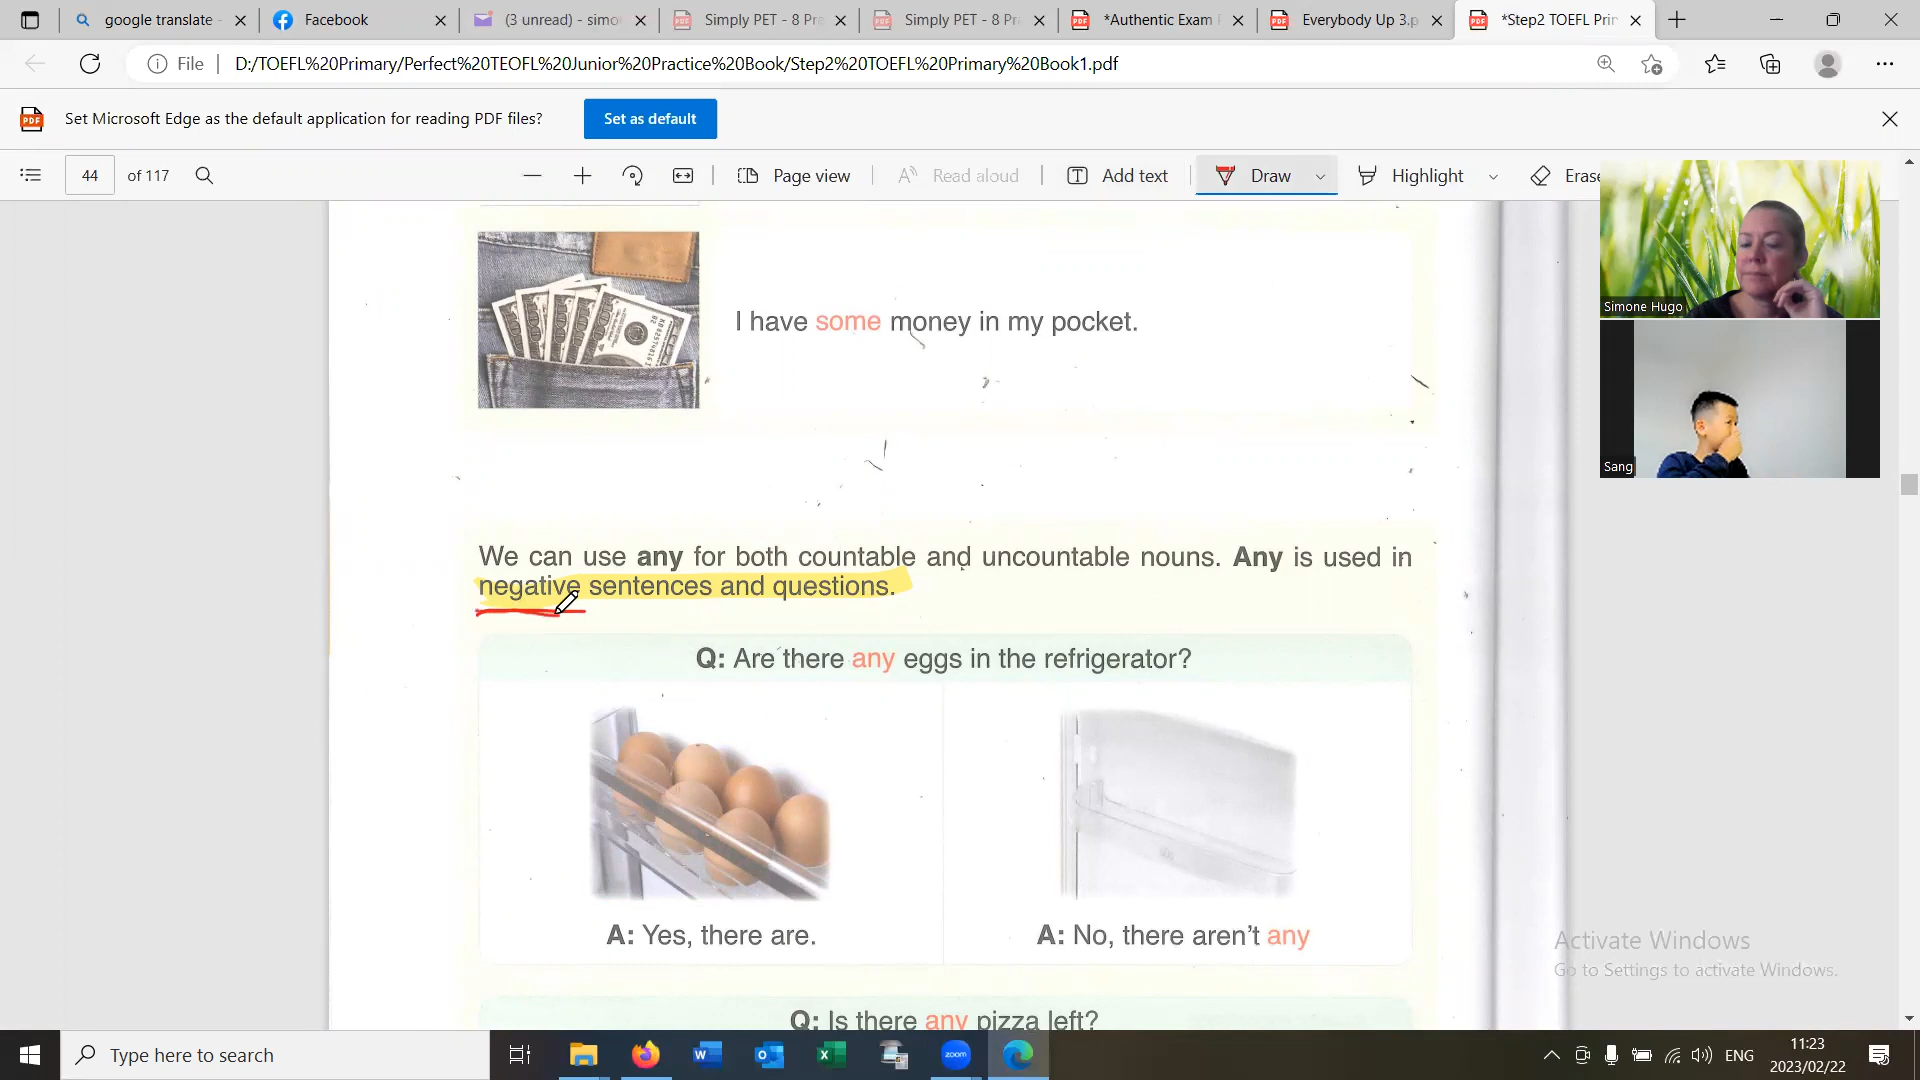 google translate -
Facebook
(3 unread) - simo
Simply PET - 8 Pr
Simply PET - 8 Pr
*Authentic Exam
Everybody Up 3.p
*Step2 TOEFL Prin
File
D:/TOEFL%20Primary/Perfect%20TEOFL%20Junior%20Practice%20Book/Step2%20TOEFL%20Primary%20Book1.pdf
PDF
Set Microsoft Edge as the default application for reading PDF files?
Set as default
44
of 117
Page view
Read aloud
Add text
Draw
Highlight
Erase
I have some money in my pocket.
Simone Hugo
Sang
We can use any for both countable and uncountable nouns. Any is used in
negative sentences and questions.
Q: Are there any eggs in the refrigerator?
A: Yes, there are.
A: No, there aren't any
Q: Is there any pizza left?
Activate Windows
Go to Settings to activate Windows.
Type here to search
zoom
ENG
11:23
2023/02/22